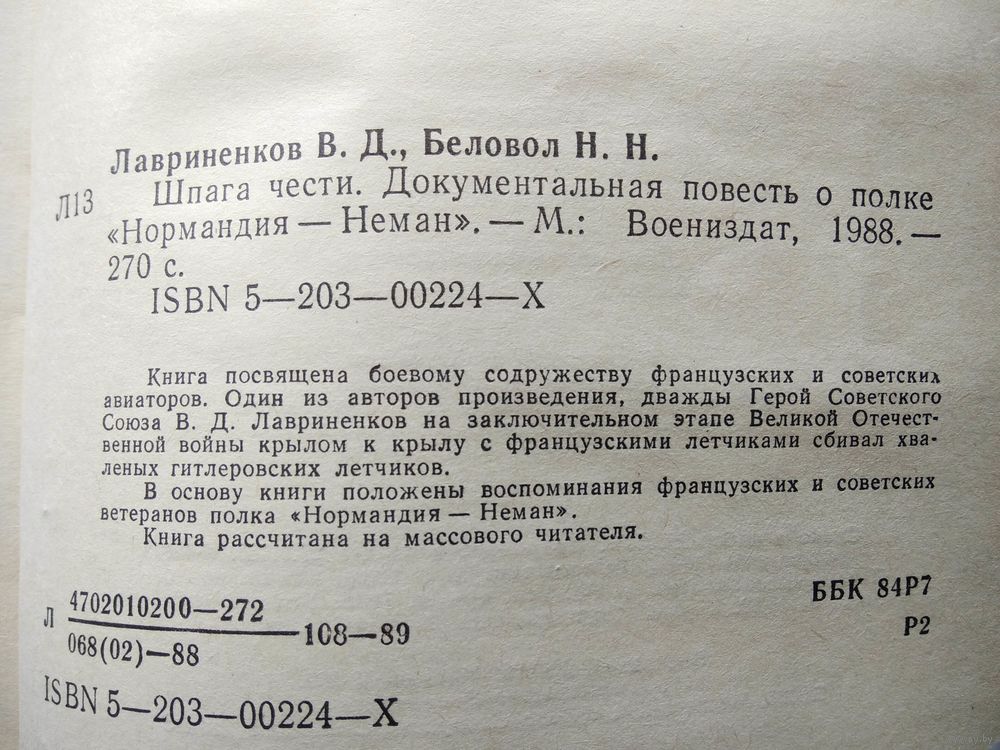 Лавриненков В. Д., Беловол Н. Н.
Л13 Шпага чести. Документальная повесть о полке
«Нормандия — Неман». — М.: Воениздат, 1988. —
270 с.
ISBN 5—203—00224—X
Книга посвящена боевому содружеству французских и советских
авиаторов. Один из авторов произведения, дважды Герой Советского
Союза В. Д. Лавриненков на заключительном этапе Великой Отечест-
венной войны крылом к крылу с французскими летчиками сбивал хва-
леных гитлеровских летчиков.
В основу книги положены воспоминания французских и советских
ветеранов полка «Нормандия — Неман».
Книга рассчитана на массового читателя.
Л 4702010200—272
068(02)—88
108—89
ББК 84Р7
Р2
ISBN 5—203—00224—X